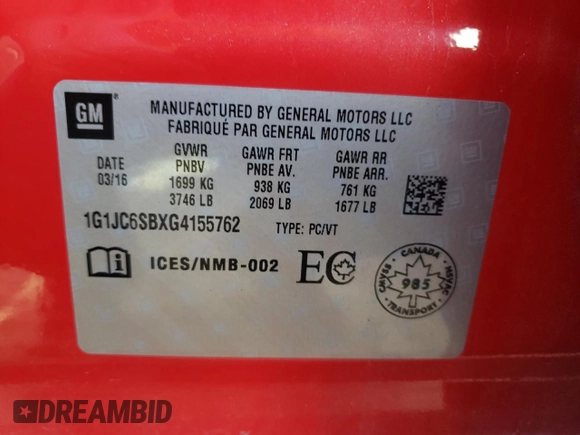 GM
MANUFACTURED BY GENERAL MOTORS LLC
FABRIQUÉ PAR GENERAL MOTORS LLC
DATE
03/16
GVWR
PNBV
1699 KG
3746 LB
GAWR FRT
PNBE AV.
938 KG
2069 LB
GAWR RR
PNBE ARR.
761 KG
1677 LB
1G1JC6SBXG4155762 TYPE: PC/VT
ICES/NMB-002 EC
CANADA
CMVSS NSVAC
985
TRANSPORT
DREAMBID